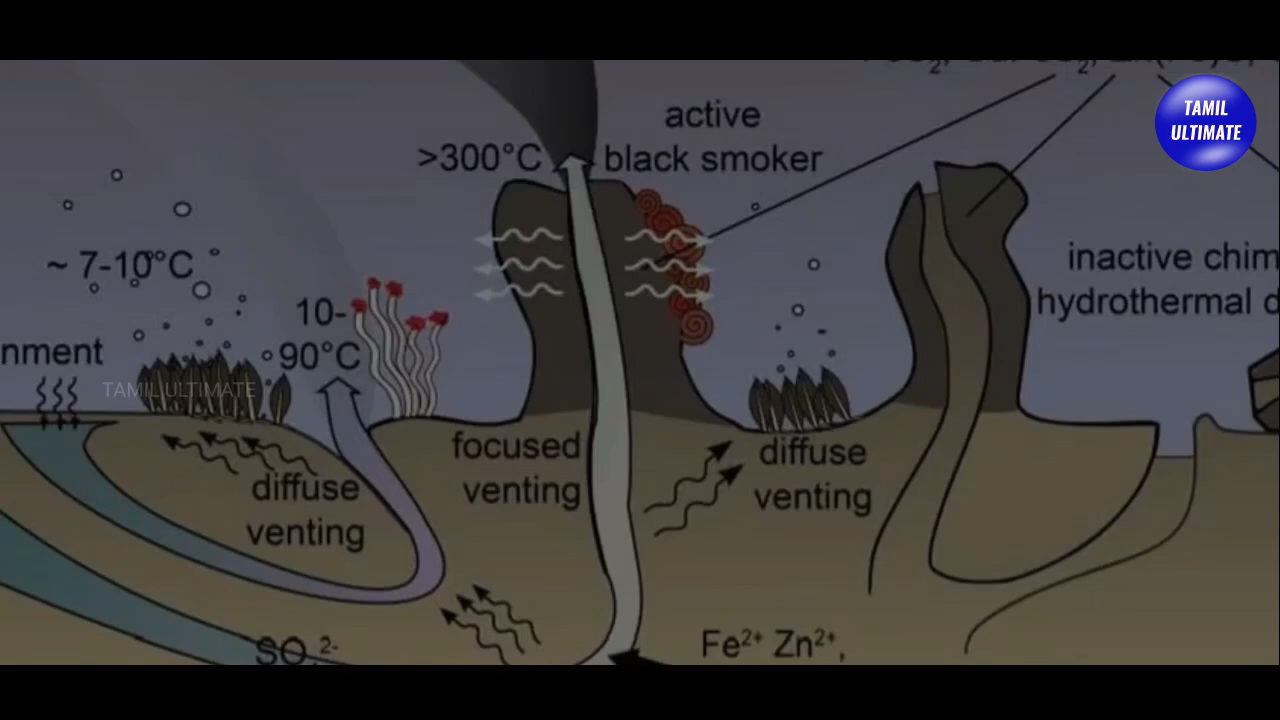 TAMIL
ULTIMATE
active
>300°C
black smoker
~ 7-10°C
inactive chim
hydrothermal
10-
90°C
nment
TAMIL ULTIMATE
focused
venting
diffuse
venting
diffuse
venting
Fe²⁺ Zn²⁺,